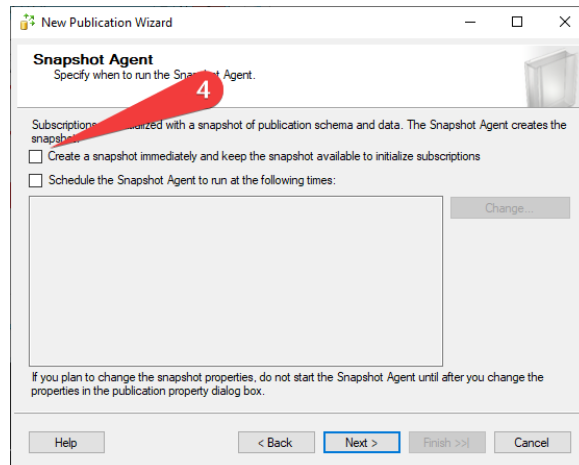 New Publication Wizard
Snapshot Agent
Specify when to run the Snapshot Agent.
4
Subscriptions initialized with a snapshot of publication schema and data. The Snapshot Agent creates the
snapshot.
Create a snapshot immediately and keep the snapshot available to initialize subscriptions
Schedule the Snapshot Agent to run at the following times:
Change...
If you plan to change the snapshot properties, do not start the Snapshot Agent until after you change the
properties in the publication property dialog box.
Help
< Back
Next >
Finish >>|
Cancel